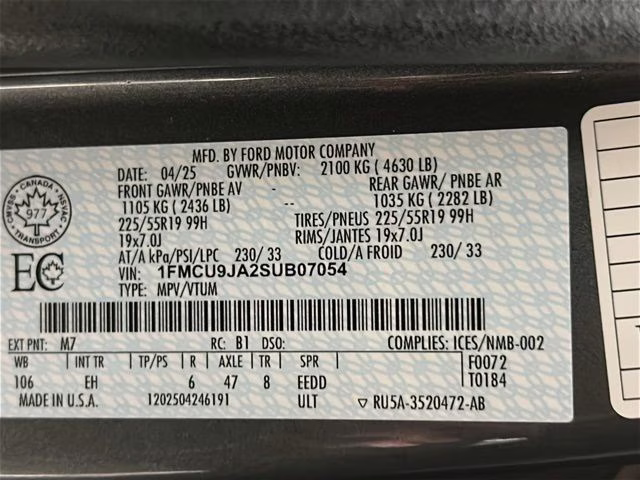 MFD. BY FORD MOTOR COMPANY
DATE: 04/25 GVWR/PNBV: 2100 KG ( 4630 LB)
FRONT GAWR/PNBE AV - REAR GAWR/ PNBE AR
1105 KG ( 2436 LB) -- 1035 KG ( 2282 LB)
225/55R19 99H TIRES/PNEUS 225/55R19 99H
19x7.0J RIMS/JANTES 19x7.0J
AT/A kPa/PSI/LPC 230/ 33 COLD/A FROID 230/ 33
VIN: 1FMCU9JA2SUB07054
TYPE: MPV/VTUM
CANADA
CMVSS 977 NSVAC
TRANSPORT
EC
EXT PNT: M7 RC: B1 DSO: COMPLIES: ICES/NMB-002
WB INT TR TP/PS R AXLE TR SPR F0072
106 EH 6 47 8 EEDD T0184
MADE IN U.S.A. 1202504246191 ULT ▽ RU5A-3520472-AB